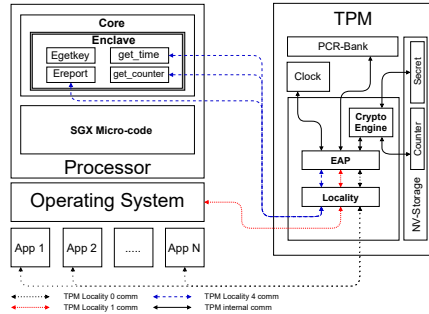 Core
Enclave
Egetkey
get_time
Ereport
get_counter
SGX Micro-code
Processor
Operating System
App 1
App 2
.....
App N
TPM
PCR-Bank
Clock
Crypto
Engine
EAP
Locality
Secret
Counter
NV-Storage
TPM Locality 0 comm
TPM Locality 4 comm
TPM Locality 1 comm
TPM internal comm